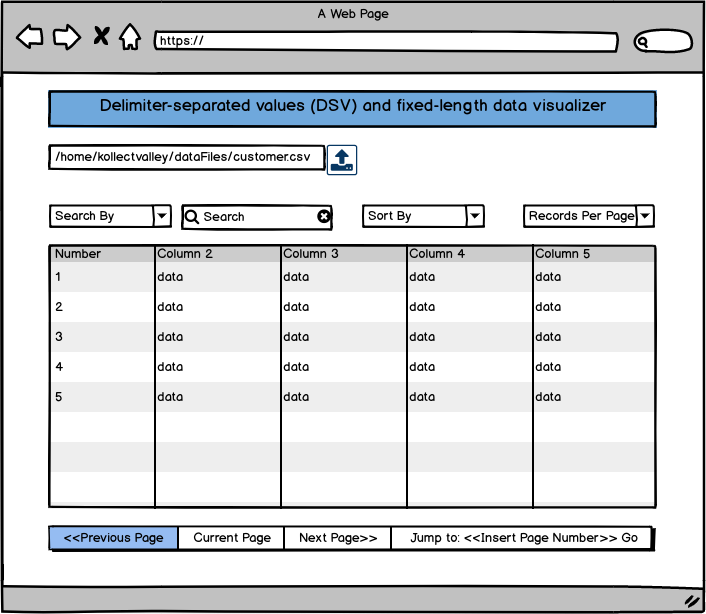 A Web Page
https://
Delimiter-separated values (DSV) and fixed-length data visualizer
/home/kollectvalley/dataFiles/customer.csv
Search By Search Sort By Records Per Page
Number Column 2 Column 3 Column 4 Column 5
1 data data data data
2 data data data data
3 data data data data
4 data data data data
5 data data data data
<<Previous Page Current Page Next Page>> Jump to: <<Insert Page Number>> Go